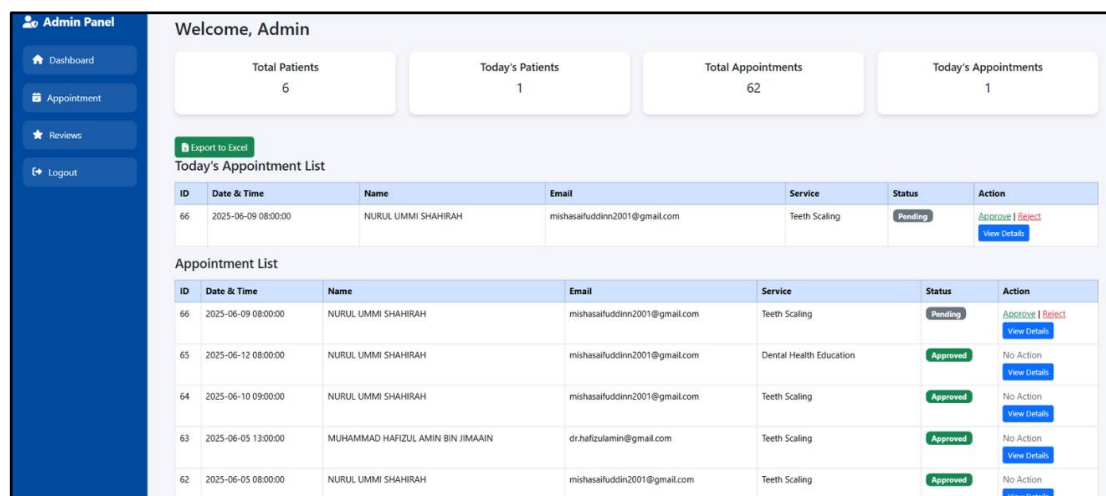 Admin Panel
Dashboard
Appointment
Reviews
Logout
Welcome, Admin
Total Patients
6
Today's Patients
1
Total Appointments
62
Today's Appointments
1
Export to Excel
Today's Appointment List
ID Date & Time Name Email Service Status Action
66 2025-06-09 08:00:00 NURUL UMMI SHAHIRAH mishasaifuddinn2001@gmail.com Teeth Scaling Pending Approve | Reject
View Details
Appointment List
ID Date & Time Name Email Service Status Action
66 2025-06-09 08:00:00 NURUL UMMI SHAHIRAH mishasaifuddinn2001@gmail.com Teeth Scaling Pending Approve | Reject
View Details
65 2025-06-12 08:00:00 NURUL UMMI SHAHIRAH mishasaifuddinn2001@gmail.com Dental Health Education Approved No Action
View Details
64 2025-06-10 09:00:00 NURUL UMMI SHAHIRAH mishasaifuddinn2001@gmail.com Teeth Scaling Approved No Action
View Details
63 2025-06-05 13:00:00 MUHAMMAD HAFIZUL AMIN BIN JIMAAIN dr.hafizulamin@gmail.com Teeth Scaling Approved No Action
View Details
62 2025-06-05 08:00:00 NURUL UMMI SHAHIRAH mishasaifuddin2001@gmail.com Teeth Scaling Approved No Action
View Details